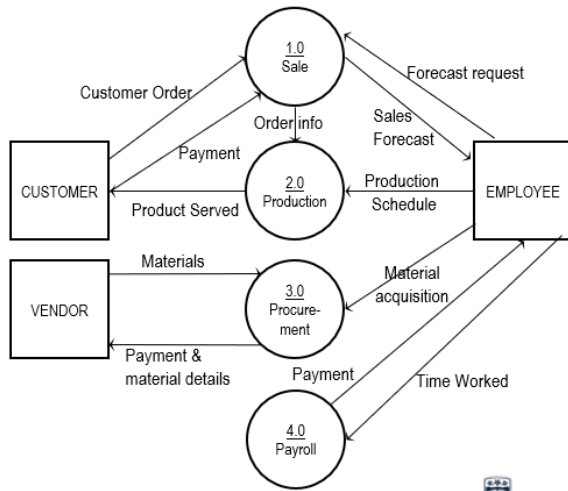 1.0
Sale
Forecast request
Customer Order
Sales
Forecast
Order info
Payment
CUSTOMER
2.0
Production
Production
Schedule
EMPLOYEE
Product Served
Materials
Material
acquisition
VENDOR
3.0
Procure-
ment
Payment &
material details
Payment
Time Worked
4.0
Payroll